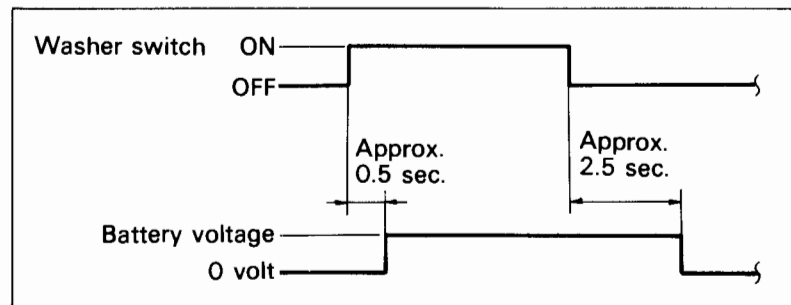 Washer switch ON
OFF
Approx.
0.5 sec.
Approx.
2.5 sec.
Battery voltage
0 volt